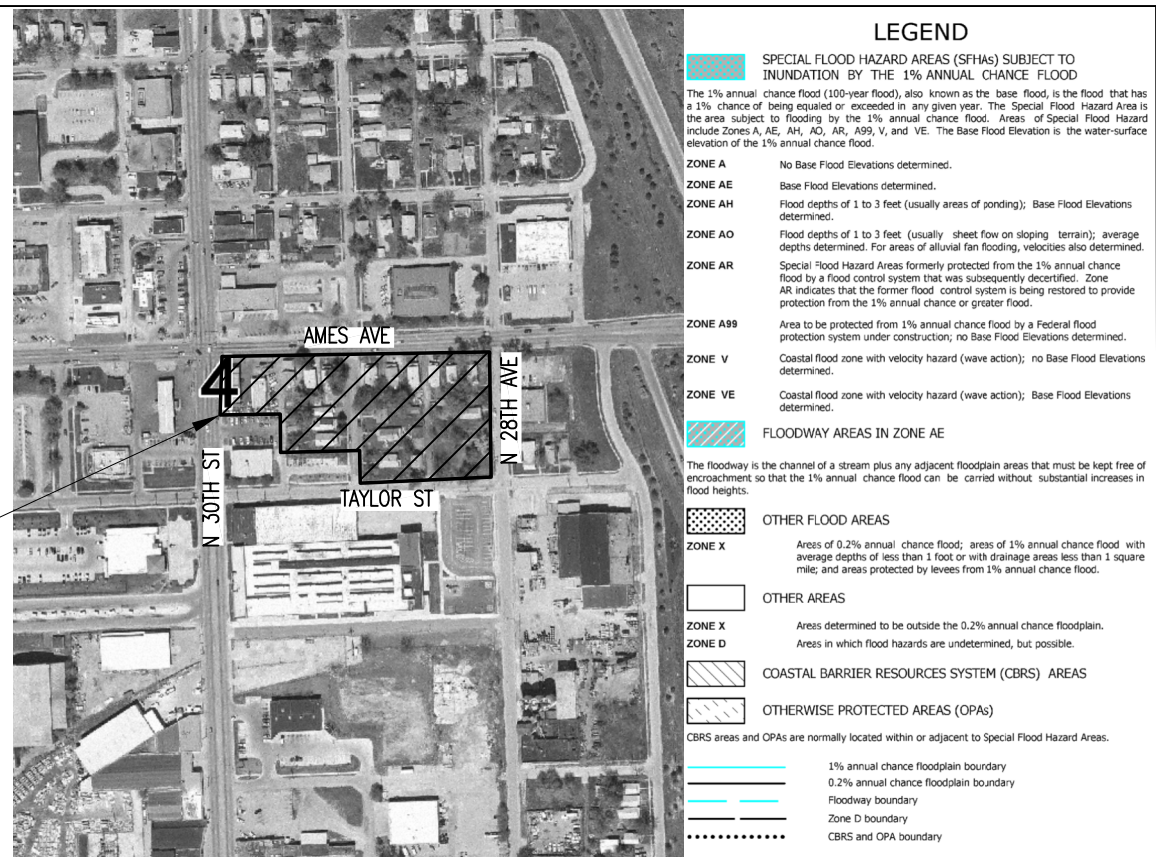 AMES AVE
4
N 28TH AVE
N 30TH ST
TAYLOR ST
LEGEND
SPECIAL FLOOD HAZARD AREAS (SFHAs) SUBJECT TO
INUNDATION BY THE 1% ANNUAL CHANCE FLOOD
The 1% annual chance flood (100-year flood), also known as the base flood, is the flood that has
a 1% chance of being equaled or exceeded in any given year. The Special Flood Hazard Area is
the area subject to flooding by the 1% annual chance flood. Areas of Special Flood Hazard
include Zones A, AE, AH, AO, AR, A99, V, and VE. The Base Flood Elevation is the water-surface
elevation of the 1% annual chance flood.
ZONE A No Base Flood Elevations determined.
ZONE AE Base Flood Elevations determined.
ZONE AH Flood depths of 1 to 3 feet (usually areas of ponding); Base Flood Elevations
determined.
ZONE AO Flood depths of 1 to 3 feet (usually sheet fow on sloping terrain); average
depths determined. For areas of alluvial fan flooding, velocities also determined.
ZONE AR Special Flood Hazard Areas formerly protected from the 1% annual chance
flood by a flood control system that was subsequently decertified. Zone
AR indicates that the former flood control system is being restored to provide
protection from the 1% annual chance or greater flood.
ZONE A99 Area to be protected from 1% annual chance flood by a Federal flood
protection system under construction; no Base Flood Elevations determined.
ZONE V Coastal flood zone with velocity hazard (wave action); no Base Flood Elevations
determined.
ZONE VE Coastal flood zone with velocity hazard (wave action); Base Flood Elevations
determined.
FLOODWAY AREAS IN ZONE AE
The floodway is the channel of a stream plus any adjacent floodplain areas that must be kept free of
encroachment so that the 1% annual chance flood can be carried without substantial increases in
flood heights.
OTHER FLOOD AREAS
ZONE X Areas of 0.2% annual chance flood; areas of 1% annual chance flood with
average depths of less than 1 foot or with drainage areas less than 1 square
mile; and areas protected by levees from 1% annual chance flood.
OTHER AREAS
ZONE X Areas determined to be outside the 0.2% annual chance floodplain.
ZONE D Areas in which flood hazards are undetermined, but possible.
COASTAL BARRIER RESOURCES SYSTEM (CBRS) AREAS
OTHERWISE PROTECTED AREAS (OPAs)
CBRS areas and OPAs are normally located within or adjacent to Special Flood Hazard Areas.
1% annual chance floodplain boundary
0.2% annual chance floodplain boundary
Floodway boundary
Zone D boundary
CBRS and OPA boundary